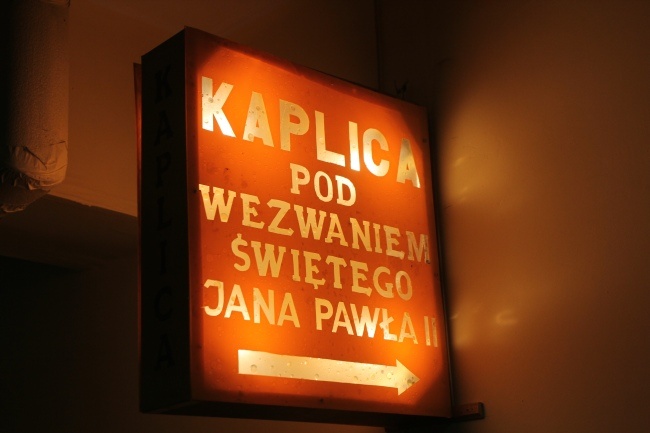 KAPLICA
POD
WEZWANIEM
ŚWIĘTEGO
JANA PAWŁA II
KAPLICA